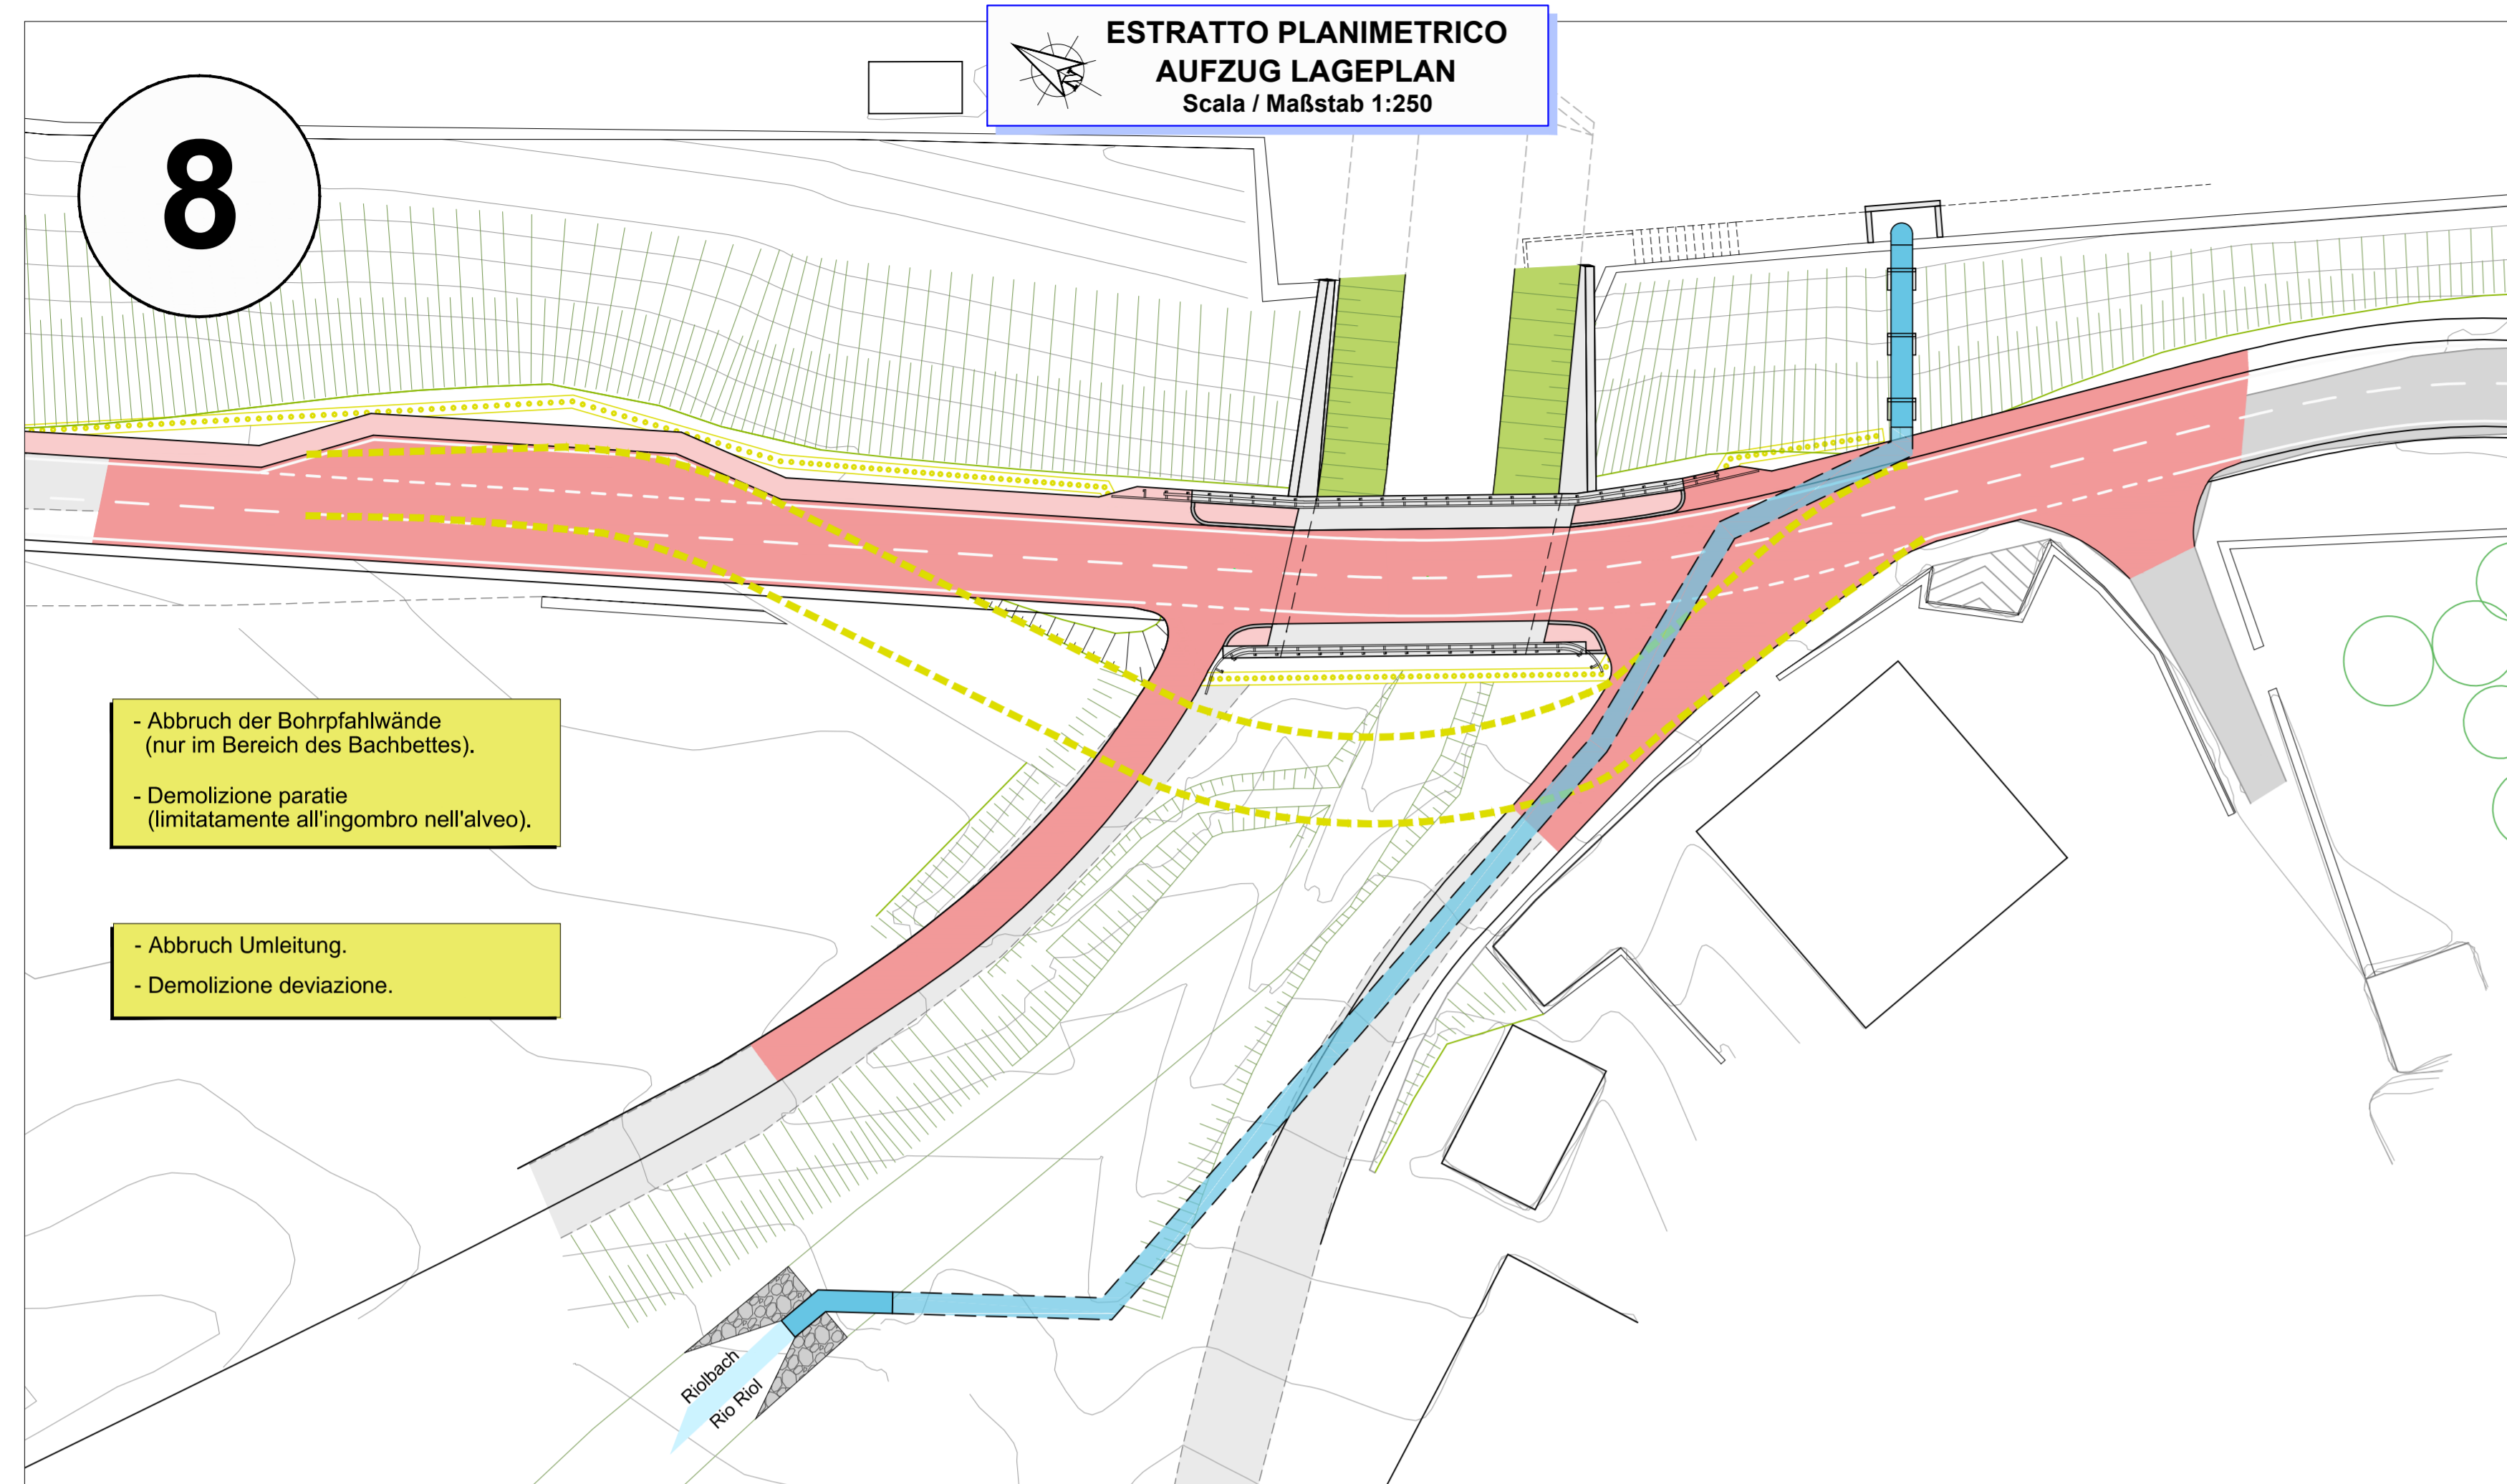 ESTRATTO PLANIMETRICO
AUFZUG LAGEPLAN
Scala / Maßstab 1:250
8
- Abbruch der Bohrpfahlwände
(nur im Bereich des Bachbettes).
- Demolizione paratie
(limitatamente all'ingombro nell'alveo).
- Abbruch Umleitung.
- Demolizione deviazione.
Riolbach
Rio Riol